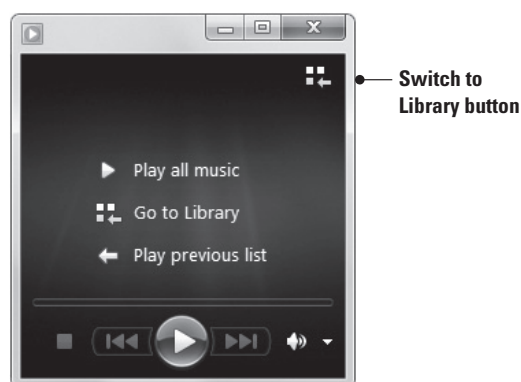 Switch to
Library button
Play all music
Go to Library
Play previous list